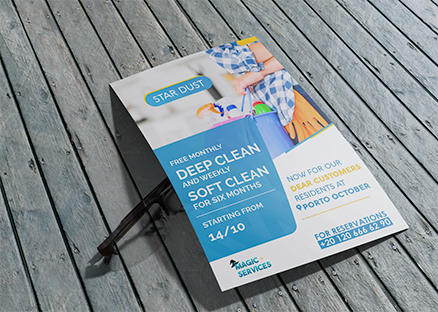 STAR DUST
FREE MONTHLY
DEEP CLEAN
AND WEEKLY
SOFT CLEAN
FOR SIX MONTHS
STARTING FROM
14/10
NOW FOR OUR
DEAR CUSTOMERS
RESIDENTS AT
PORTO OCTOBER
FOR RESERVATIONS
+20 120 666 62 90
MAGIC
SERVICES